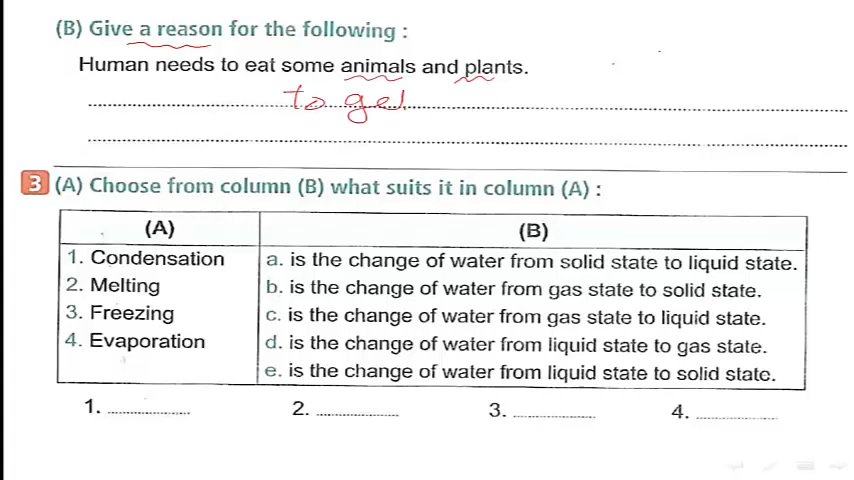 (B) Give a reason for the following :
Human needs to eat some animals and plants.
to get
3 (A) Choose from column (B) what suits it in column (A) :
(A) (B)
1. Condensation a. is the change of water from solid state to liquid state.
2. Melting b. is the change of water from gas state to solid state.
3. Freezing c. is the change of water from gas state to liquid state.
4. Evaporation d. is the change of water from liquid state to gas state.
e. is the change of water from liquid state to solid state.
1. .................... 2. .................... 3. .................... 4. ....................